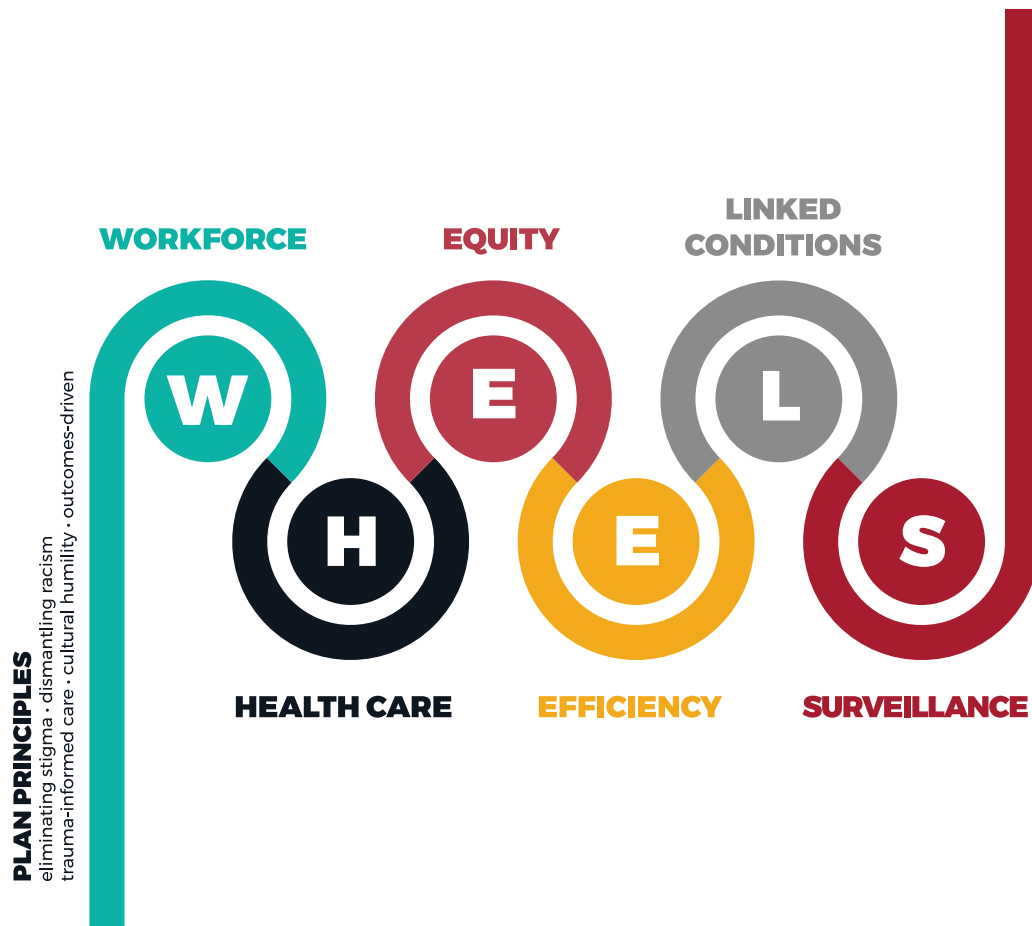 WORKFORCE
EQUITY
LINKED
CONDITIONS
W
E
L
H
E
S
HEALTH CARE
EFFICIENCY
SURVEILLANCE
PLAN PRINCIPLES
eliminating stigma · dismantling racism
trauma-informed care · cultural humility · outcomes-driven